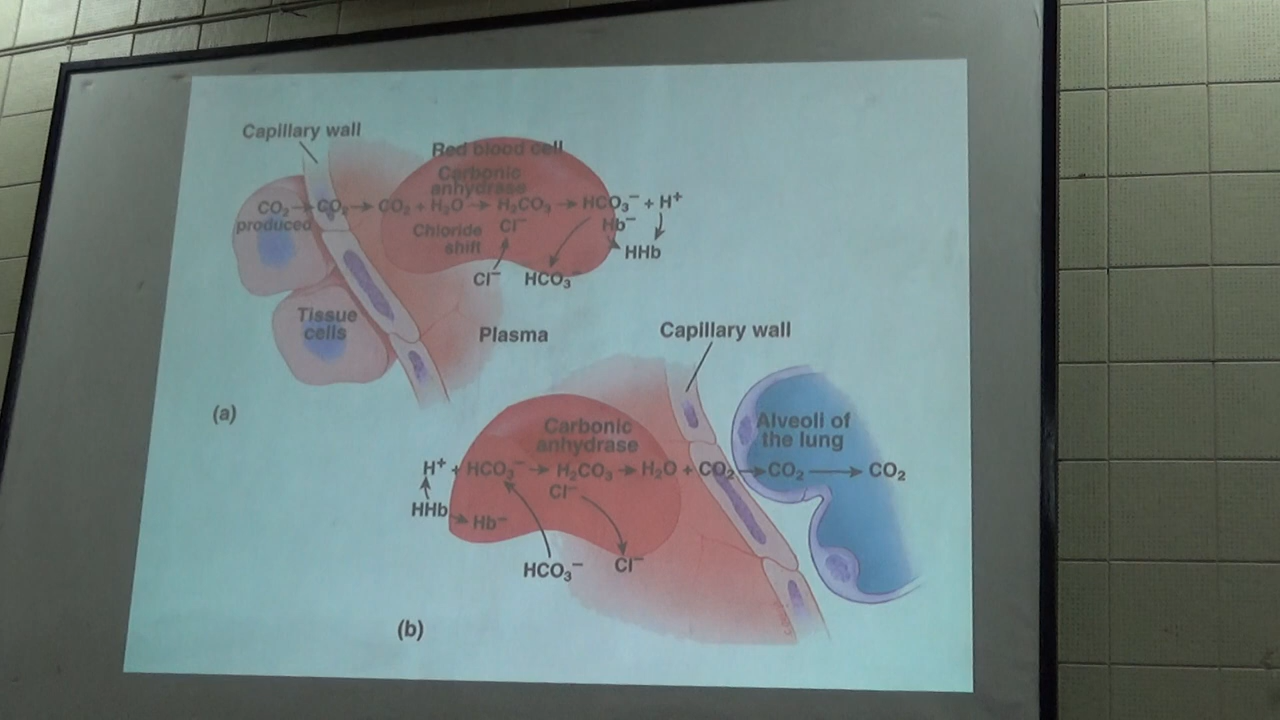 Capillary wall
Red blood cell
Carbonic
anhydrase
CO₂ → CO₂ → CO₂ + H₂O → H₂CO₃ → HCO₃⁻ + H⁺
produced
Chloride
shift
Cl⁻
Hb⁻
HHb
Cl⁻
HCO₃⁻
Tissue
cells
Plasma
(a)
Capillary wall
Carbonic
anhydrase
Alveoli of
the lung
H⁺ + HCO₃⁻ → H₂CO₃ → H₂O + CO₂ → CO₂ → CO₂
Cl⁻
HHb
Hb⁻
HCO₃⁻
Cl⁻
(b)